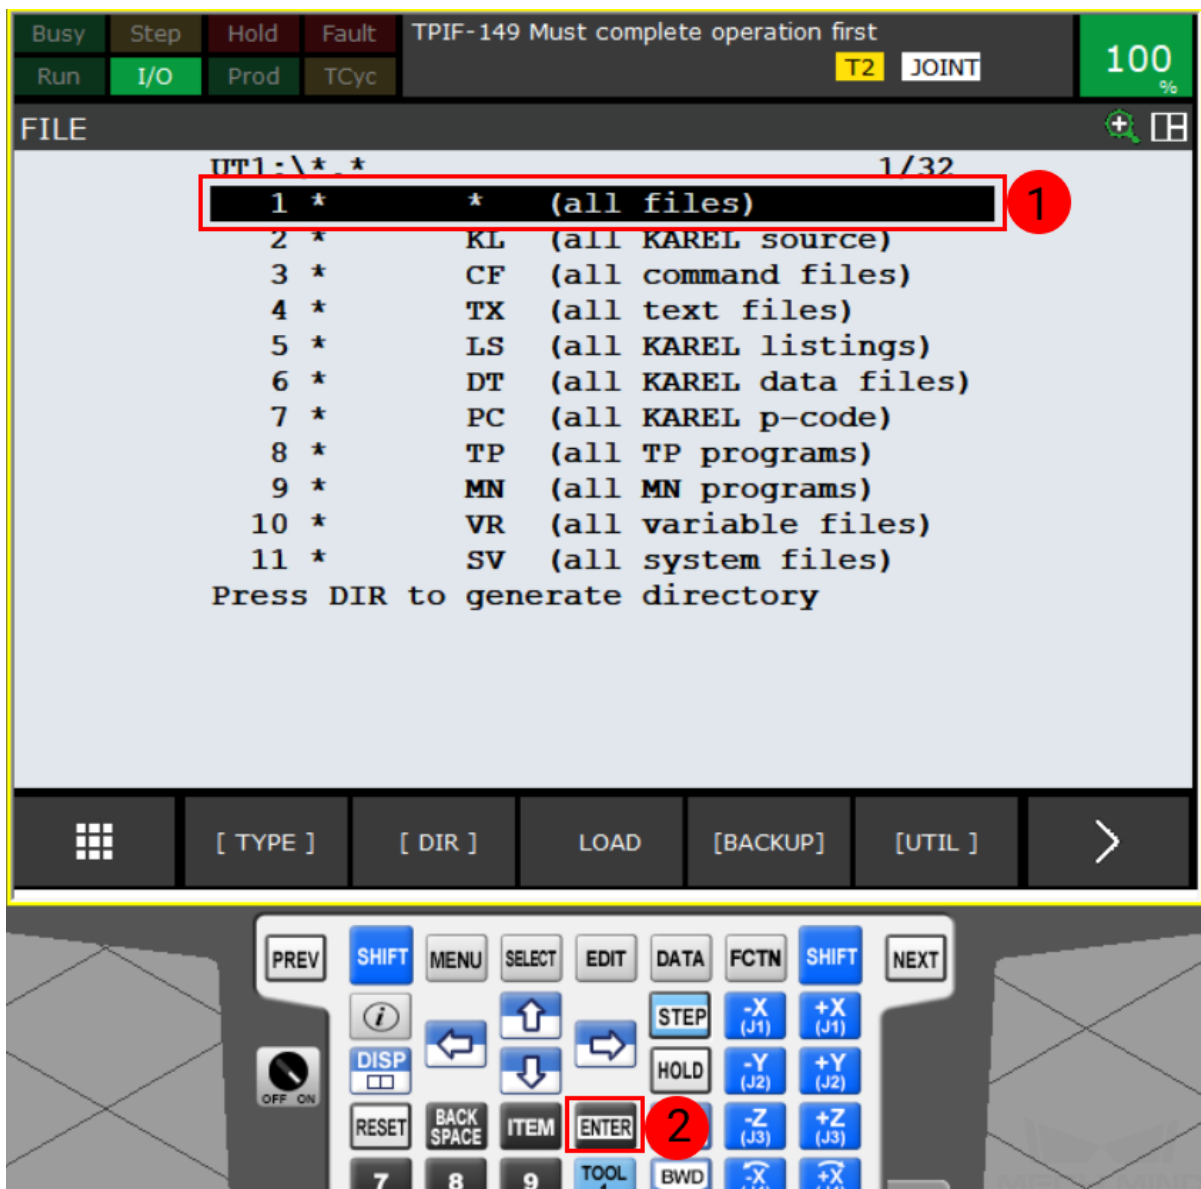 Busy Step Hold Fault TPIF-149 Must complete operation first
Run I/O Prod TCyc T2 JOINT 100 %
FILE
UT1:\*.* 1/32
1 * * (all files) 1
2 * KL (all KAREL source)
3 * CF (all command files)
4 * TX (all text files)
5 * LS (all KAREL listings)
6 * DT (all KAREL data files)
7 * PC (all KAREL p-code)
8 * TP (all TP programs)
9 * MN (all MN programs)
10 * VR (all variable files)
11 * SV (all system files)
Press DIR to generate directory
[ TYPE ] [ DIR ] LOAD [BACKUP] [UTIL ] >
PREV SHIFT MENU SELECT EDIT DATA FCTN SHIFT NEXT
i STEP -X (J1) +X (J1)
DISP HOLD -Y (J2) +Y (J2)
OFF ON
RESET BACK SPACE ITEM ENTER 2 -Z (J3) +Z (J3)
7 8 9 TOOL BWD -X +X